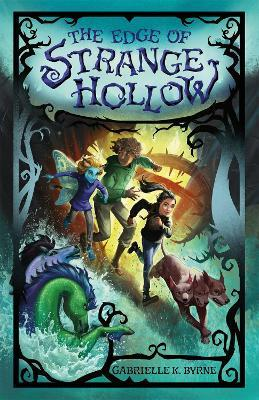 THE EDGE OF
STRANGE
HOLLOW
GABRIELLE K. BYRNE